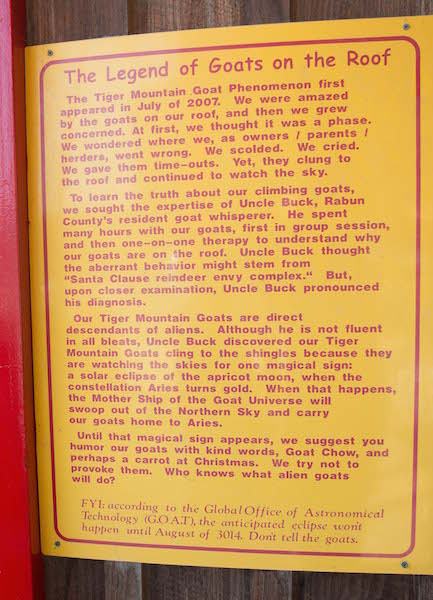 The Legend of Goats on the Roof
The Tiger Mountain Goat Phenomenon first
appeared in July of 2007. We were amazed
by the goats on our roof, and then we grew
concerned. At first, we thought it was a phase.
We wondered where we, as owners / parents /
herders, went wrong. We scolded. We cried.
We gave them time-outs. Yet, they clung to
the roof and continued to watch the sky.
To learn the truth about our climbing goats,
we sought the expertise of Uncle Buck, Rabun
County's resident goat whisperer. He spent
many hours with our goats, first in group session,
and then one-on-one therapy to understand why
our goats are on the roof. Uncle Buck thought
the aberrant behavior might stem from
"Santa Clause reindeer envy complex." But,
upon closer examination, Uncle Buck pronounced
his diagnosis.
Our Tiger Mountain Goats are direct
descendants of aliens. Although he is not fluent
in all bleats, Uncle Buck discovered our Tiger
Mountain Goats cling to the shingles because they
are watching the skies for one magical sign:
a solar eclipse of the apricot moon, when the
constellation Aries turns gold. When that happens,
the Mother Ship of the Goat Universe will
swoop out of the Northern Sky and carry
our goats home to Aries.
Until that magical sign appears, we suggest you
humor our goats with kind words, Goat Chow, and
perhaps a carrot at Christmas. We try not to
provoke them. Who knows what alien goats
will do?
FYI: according to the Global Office of Astronomical
Technology (G.O.A.T.), the anticipated eclipse won't
happen until August of 3014. Don't tell the goats.